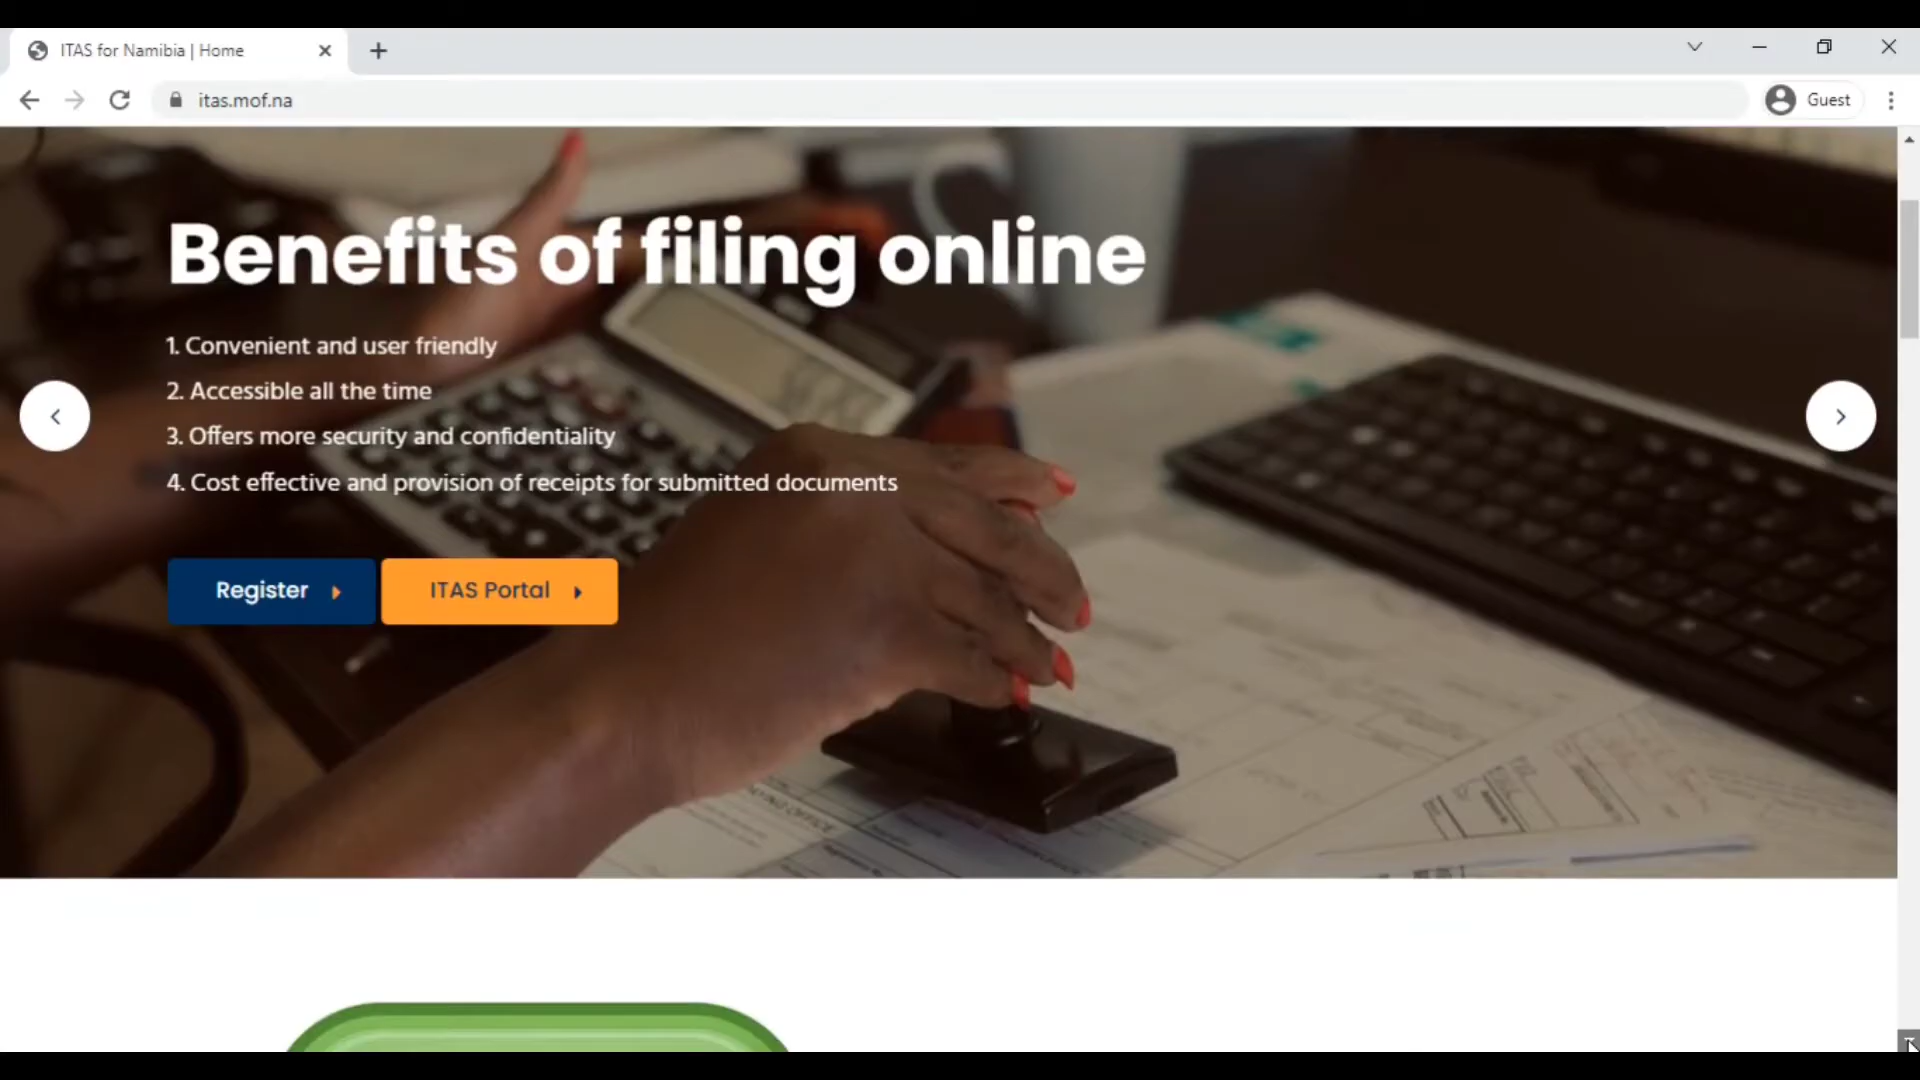 ITAS for Namibia | Home
itas.mof.na
Guest
Benefits of filing online
1. Convenient and user friendly
2. Accessible all the time
3. Offers more security and confidentiality
4. Cost effective and provision of receipts for submitted documents
Register
ITAS Portal